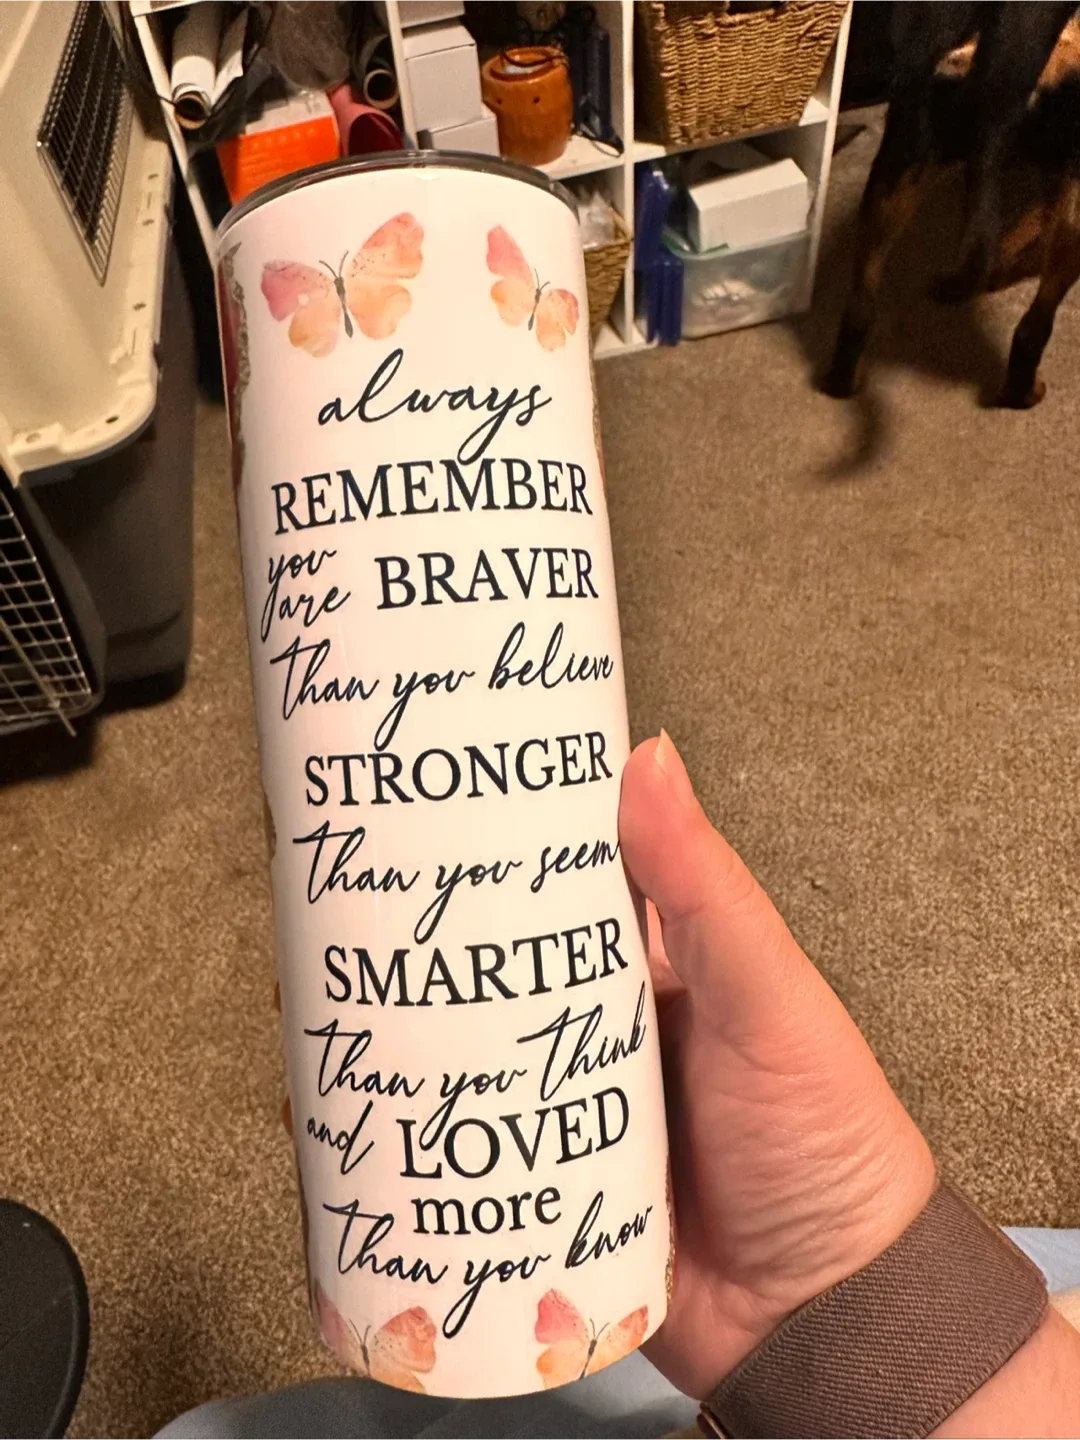 always
REMEMBER
you
are BRAVER
than you believe
STRONGER
than you seem
SMARTER
than you think
and LOVED
more
than you know